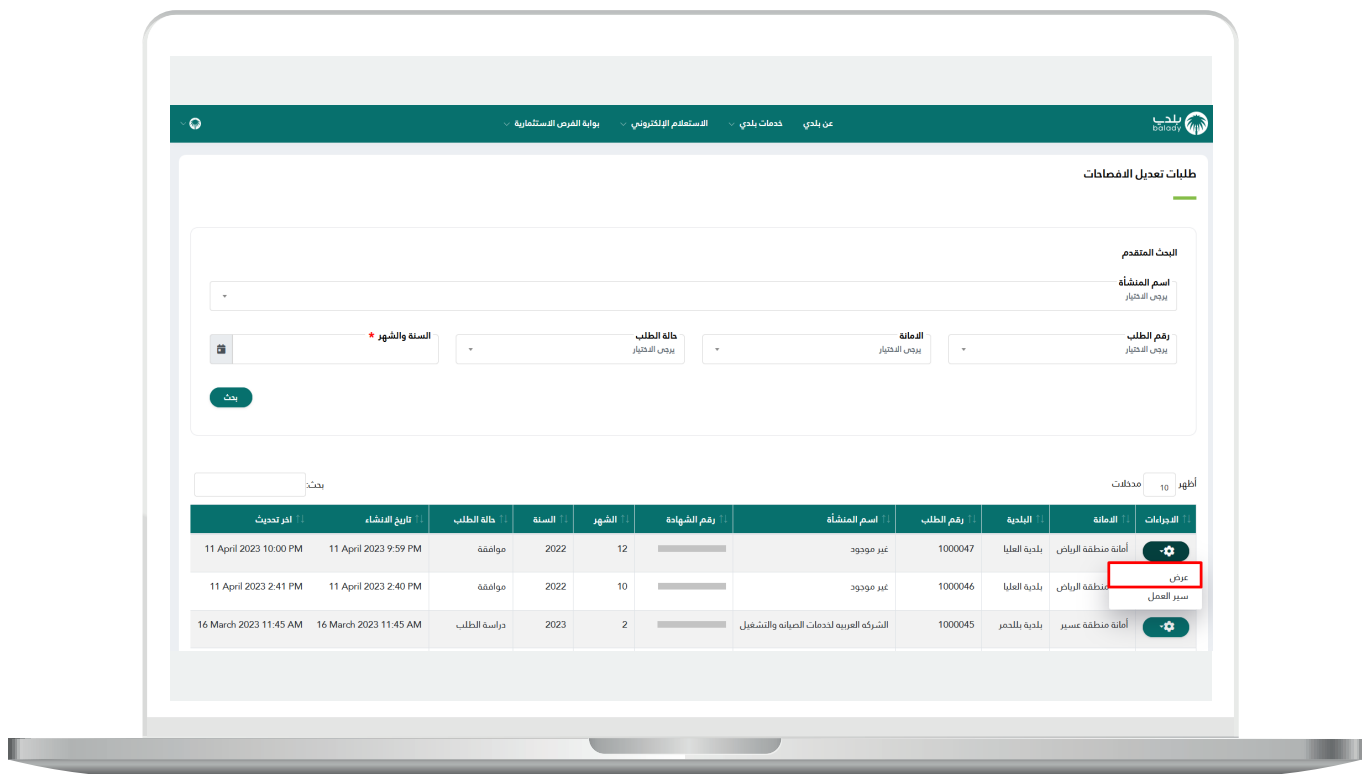 بلدي
balady
عن بلدي خدمات بلدي الاستعلام الإلكتروني بوابة الفرص الاستثمارية
طلبات تعديل الافصاحات
البحث المتقدم
اسم المنشأة
يرجى الاختيار
رقم الطلب الامانة حالة الطلب السنة والشهر *
يرجى الاختيار يرجى الاختيار يرجى الاختيار
بحث
أظهر 10 مدخلات بحث:
الاجراءات الامانة البلدية رقم الطلب اسم المنشأة رقم الشهادة الشهر السنة حالة الطلب تاريخ الانشاء اخر تحديث
أمانة منطقة الرياض بلدية العليا 1000047 غير موجود 12 2022 موافقة 11 April 2023 9:59 PM 11 April 2023 10:00 PM
عرض
منطقة الرياض بلدية العليا 1000046 غير موجود 10 2022 موافقة 11 April 2023 2:40 PM 11 April 2023 2:41 PM
سير العمل
أمانة منطقة عسير بلدية بللحمر 1000045 الشركه العربيه لخدمات الصيانه والتشغيل 2 2023 دراسة الطلب 16 March 2023 11:45 AM 16 March 2023 11:45 AM